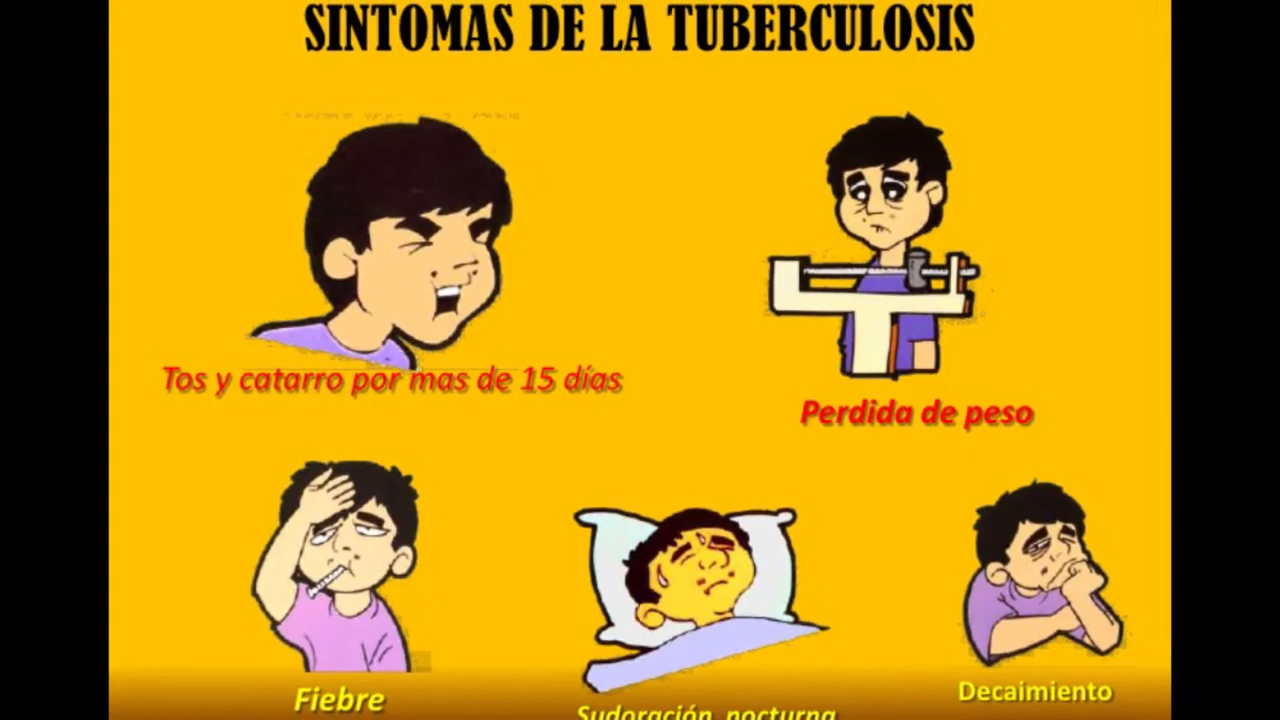 SINTOMAS DE LA TUBERCULOSIS
Tos y catarro por mas de 15 días
Perdida de peso
Fiebre
Sudoración nocturna
Decaimiento